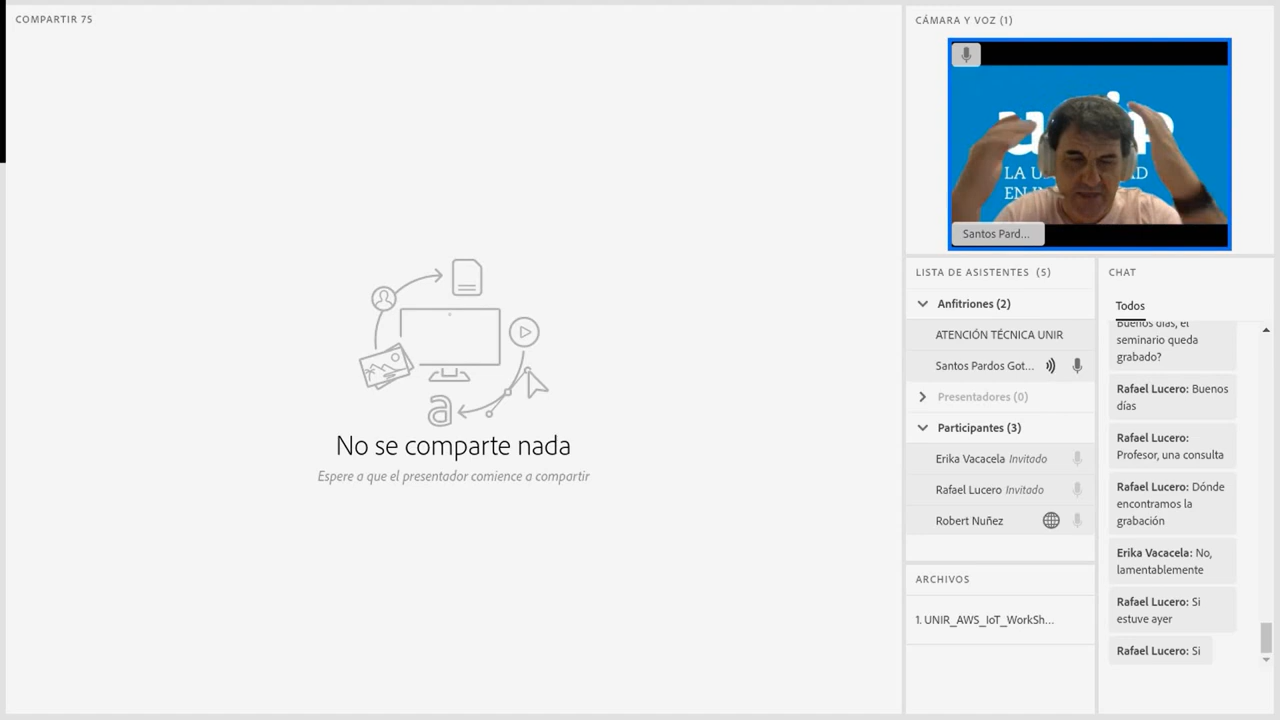 COMPARTIR 75
No se comparte nada
Espere a que el presentador comience a compartir
CÁMARA Y VOZ (1)
LA U
AD
EN IN
Santos Pard...
LISTA DE ASISTENTES (5)
Anfitriones (2)
ATENCIÓN TÉCNICA UNIR
Santos Pardos Got...
Presentadores (0)
Participantes (3)
Erika Vacacela Invitado
Rafael Lucero Invitado
Robert Nuñez
ARCHIVOS
1. UNIR_AWS_IoT_WorkSh...
CHAT
Todos
Buenos días, el
seminario queda
grabado?
Rafael Lucero: Buenos
días
Rafael Lucero:
Profesor, una consulta
Rafael Lucero: Dónde
encontramos la
grabación
Erika Vacacela: No,
lamentablemente
Rafael Lucero: Si
estuve ayer
Rafael Lucero: Si